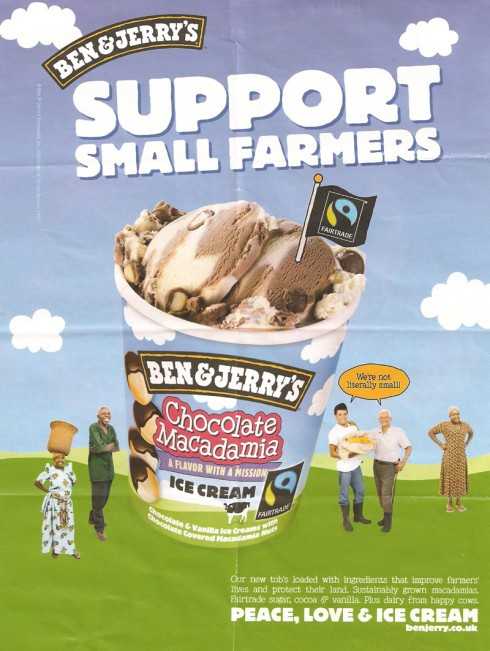 BEN & JERRY'S
SUPPORT
SMALL FARMERS
FAIRTRADE
BEN & JERRY'S
Chocolate
Macadamia
A FLAVOR WITH A MISSION
ICE CREAM
FAIRTRADE
Chocolate & Vanilla Ice Creams with
Chocolate Covered Macadamia Nuts
We're not
literally small!
Our new tub's loaded with ingredients that improve farmers'
lives and protect their land. Sustainably grown macadamias.
Fairtrade sugar, cocoa & vanilla. Plus dairy from happy cows.
PEACE, LOVE & ICE CREAM
benjerry.co.uk